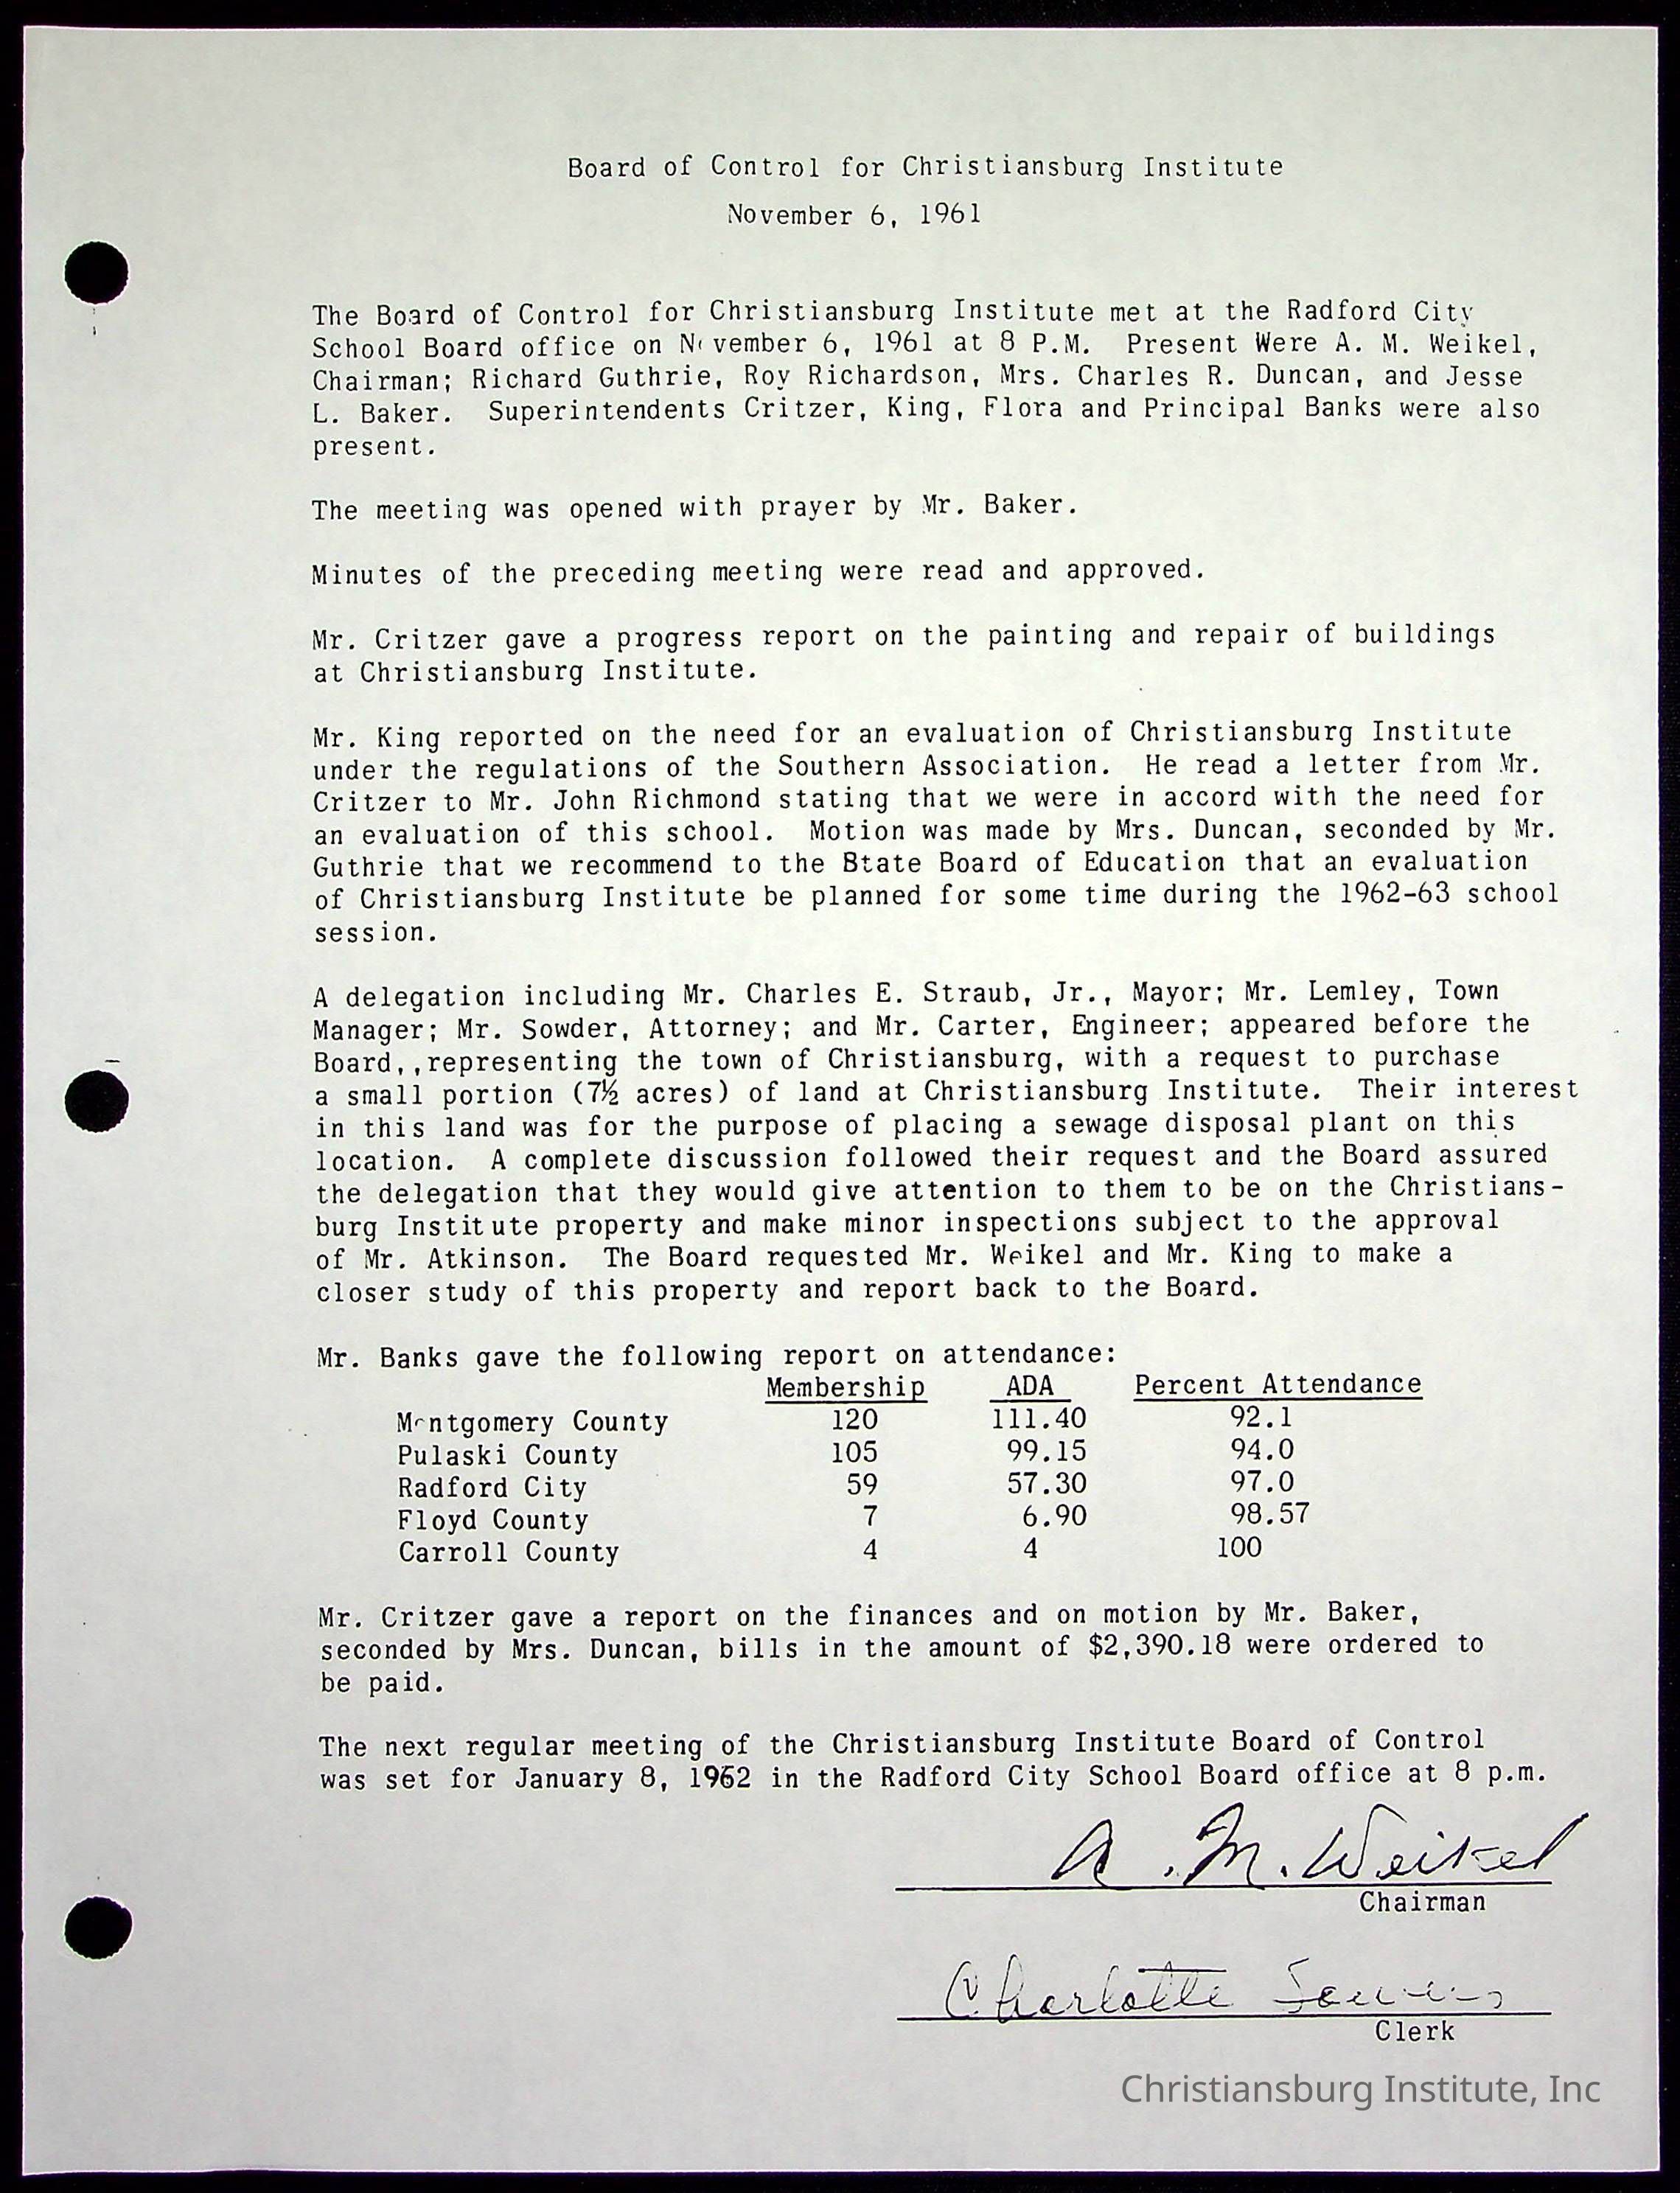 Board of Control for Christiansburg Institute
November 6, 1961
The Board of Control for Christiansburg Institute met at the Radford City
School Board office on November 6, 1961 at 8 P.M. Present Were A. M. Weikel,
Chairman; Richard Guthrie, Roy Richardson, Mrs. Charles R. Duncan, and Jesse
L. Baker. Superintendents Critzer, King, Flora and Principal Banks were also
present.
The meeting was opened with prayer by Mr. Baker.
Minutes of the preceding meeting were read and approved.
Mr. Critzer gave a progress report on the painting and repair of buildings
at Christiansburg Institute.
Mr. King reported on the need for an evaluation of Christiansburg Institute
under the regulations of the Southern Association. He read a letter from Mr.
Critzer to Mr. John Richmond stating that we were in accord with the need for
an evaluation of this school. Motion was made by Mrs. Duncan, seconded by Mr.
Guthrie that we recommend to the State Board of Education that an evaluation
of Christiansburg Institute be planned for some time during the 1962-63 school
session.
A delegation including Mr. Charles E. Straub, Jr., Mayor; Mr. Lemley, Town
Manager; Mr. Sowder, Attorney; and Mr. Carter, Engineer; appeared before the
Board,,representing the town of Christiansburg, with a request to purchase
a small portion (7½ acres) of land at Christiansburg Institute. Their interest
in this land was for the purpose of placing a sewage disposal plant on this
location. A complete discussion followed their request and the Board assured
the delegation that they would give attention to them to be on the Christians-
burg Institute property and make minor inspections subject to the approval
of Mr. Atkinson. The Board requested Mr. Weikel and Mr. King to make a
closer study of this property and report back to the Board.
Mr. Banks gave the following report on attendance:
Membership ADA Percent Attendance
Montgomery County 120 111.40 92.1
Pulaski County 105 99.15 94.0
Radford City 59 57.30 97.0
Floyd County 7 6.90 98.57
Carroll County 4 4 100
Mr. Critzer gave a report on the finances and on motion by Mr. Baker,
seconded by Mrs. Duncan, bills in the amount of $2,390.18 were ordered to
be paid.
The next regular meeting of the Christiansburg Institute Board of Control
was set for January 8, 1962 in the Radford City School Board office at 8 p.m.
A. M. Weikel
Chairman
Charlotte
Clerk
Christiansburg Institute, Inc